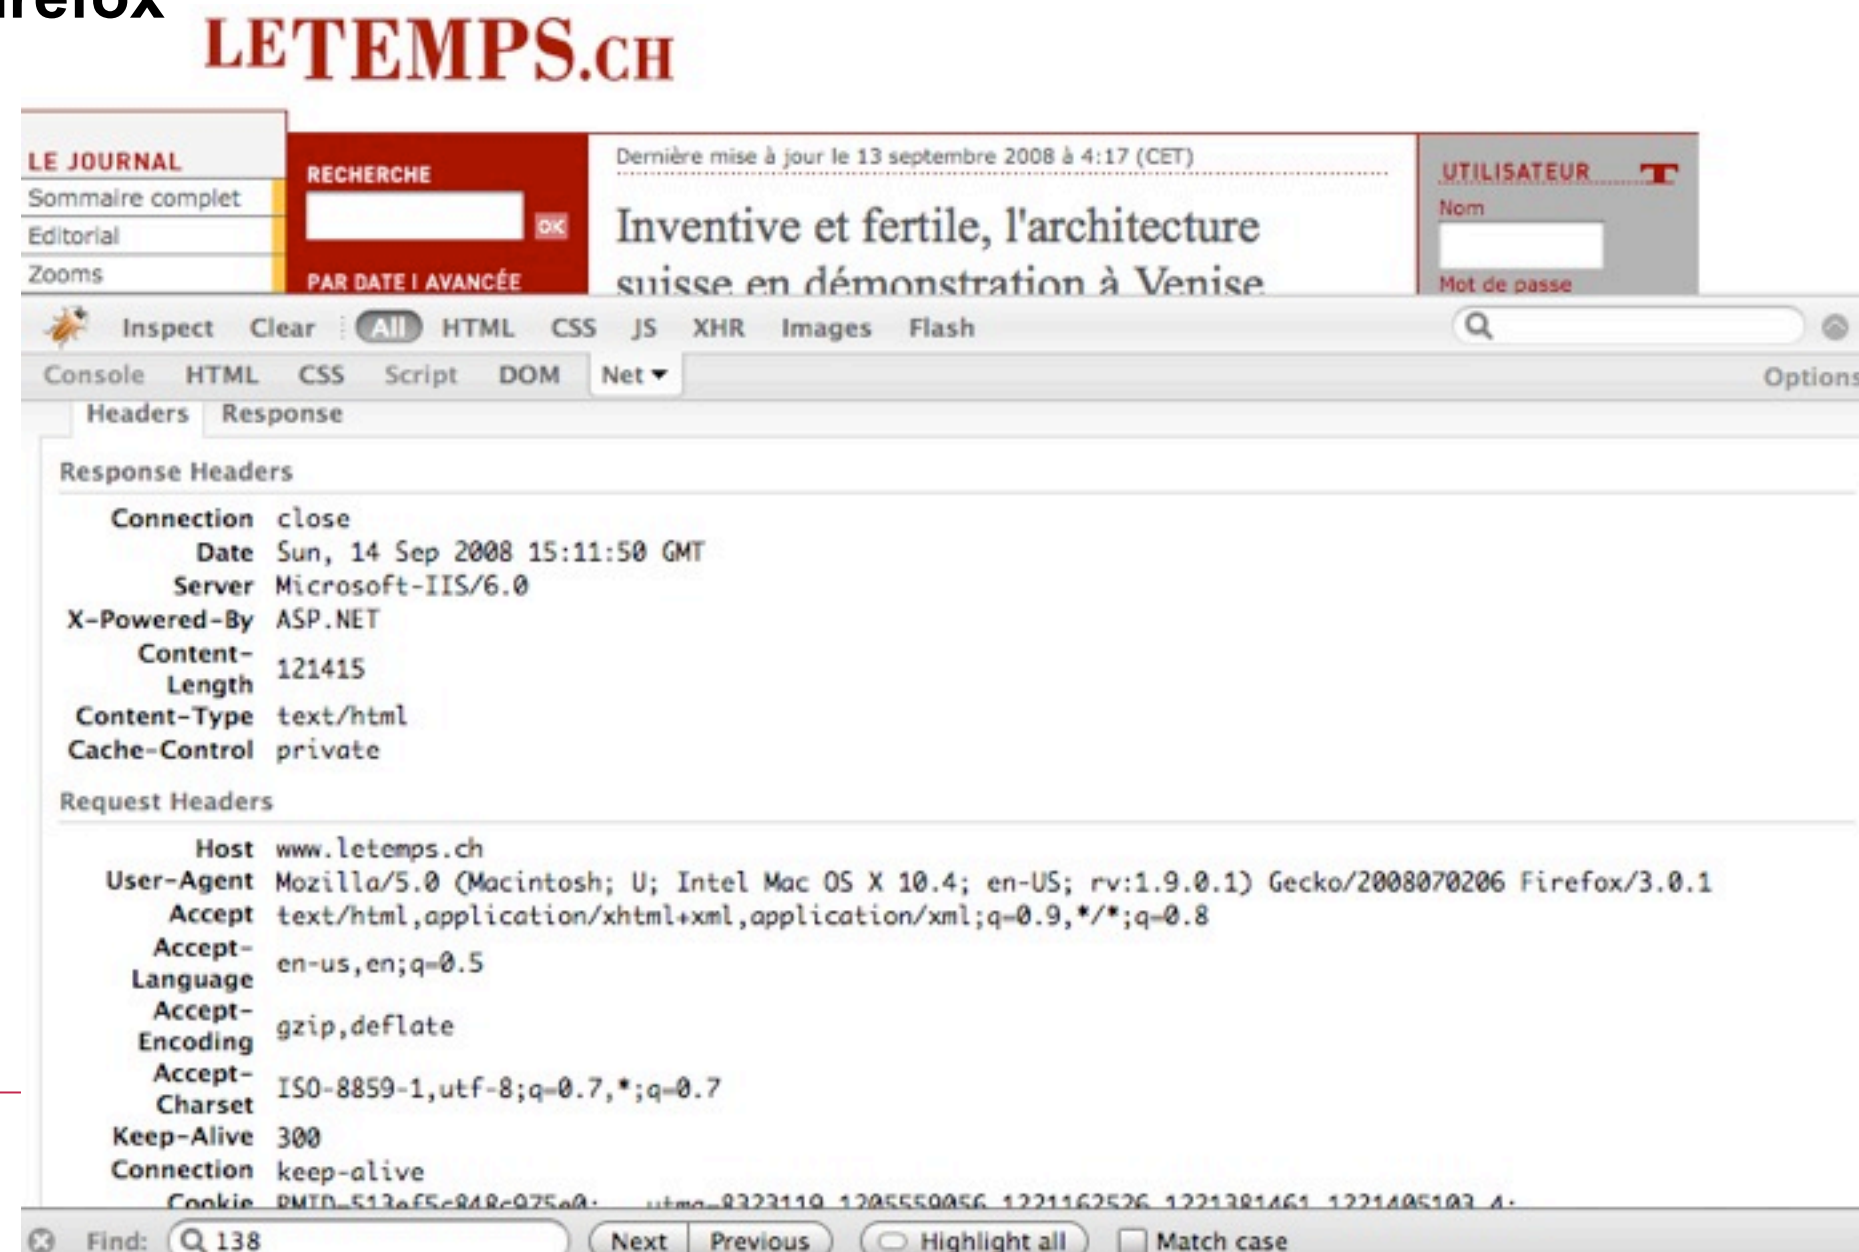 LETEMPS.CH
LE JOURNAL
Sommaire complet
Editorial
Zooms
RECHERCHE
OK
PAR DATE I AVANCÉE
Dernière mise à jour le 13 septembre 2008 à 4:17 (CET)
Inventive et fertile, l'architecture
suisse en démonstration à Venise
UTILISATEUR T
Nom
Mot de passe
Inspect Clear All HTML CSS JS XHR Images Flash
Console HTML CSS Script DOM Net Options
Headers Response
Response Headers
Connection close
Date Sun, 14 Sep 2008 15:11:50 GMT
Server Microsoft-IIS/6.0
X-Powered-By ASP.NET
Content-
Length 121415
Content-Type text/html
Cache-Control private
Request Headers
Host www.letemps.ch
User-Agent Mozilla/5.0 (Macintosh; U; Intel Mac OS X 10.4; en-US; rv:1.9.0.1) Gecko/2008070206 Firefox/3.0.1
Accept text/html,application/xhtml+xml,application/xml;q=0.9,*/*;q=0.8
Accept-
Language en-us,en;q=0.5
Accept-
Encoding gzip,deflate
Accept-
Charset ISO-8859-1,utf-8;q=0.7,*;q=0.7
Keep-Alive 300
Connection keep-alive
Cookie
Find: 138 Next Previous Highlight all Match case